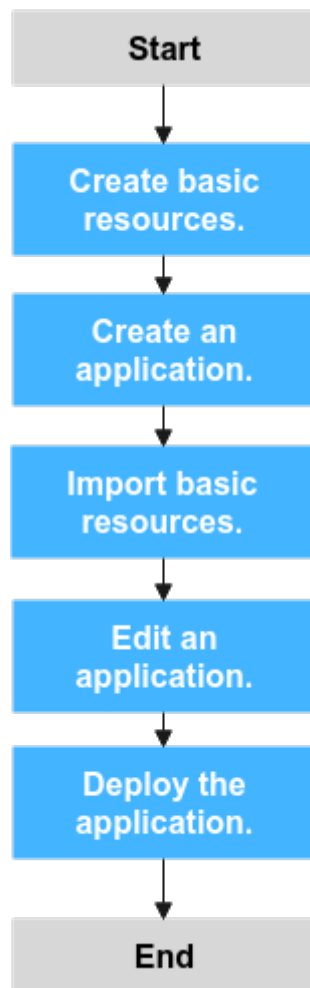 Start
Create basic
resources.
Create an
application.
Import basic
resources.
Edit an
application.
Deploy the
application.
End